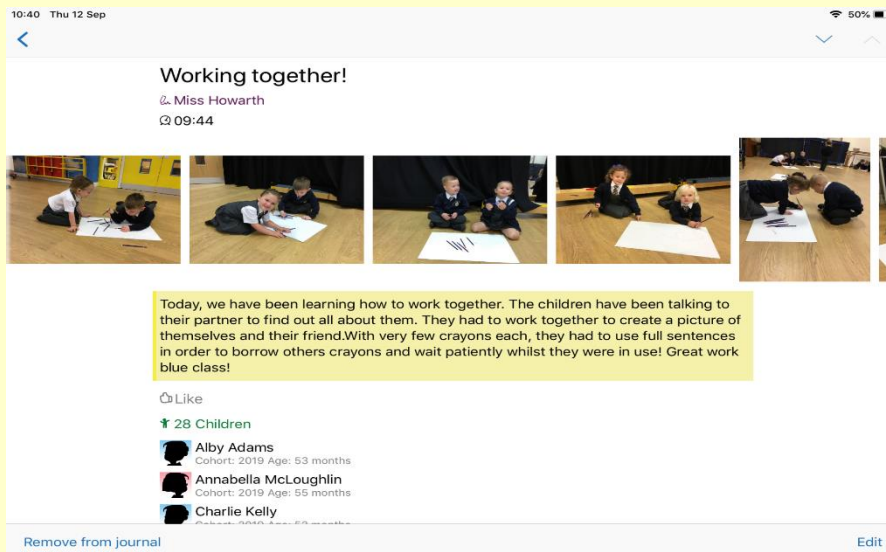 10:40 Thu 12 Sep
50%
Working together!
Miss Howarth
09:44
Today, we have been learning how to work together. The children have been talking to
their partner to find out all about them. They had to work together to create a picture of
themselves and their friend.With very few crayons each, they had to use full sentences
in order to borrow others crayons and wait patiently whilst they were in use! Great work
blue class!
Like
28 Children
Alby Adams
Cohort: 2019 Age: 53 months
Annabella McLoughlin
Cohort: 2019 Age: 55 months
Charlie Kelly
Remove from journal
Edit